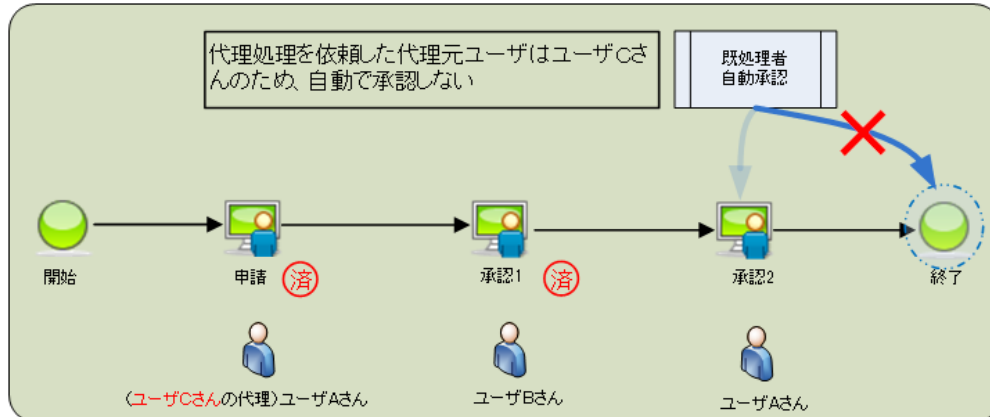 代理処理を依頼した代理元ユーザはユーザCさ
んのため、自動で承認しない
既処理者
自動承認
開始
申請
済
承認1
済
承認2
終了
(ユーザCさんの代理)ユーザAさん
ユーザBさん
ユーザAさん